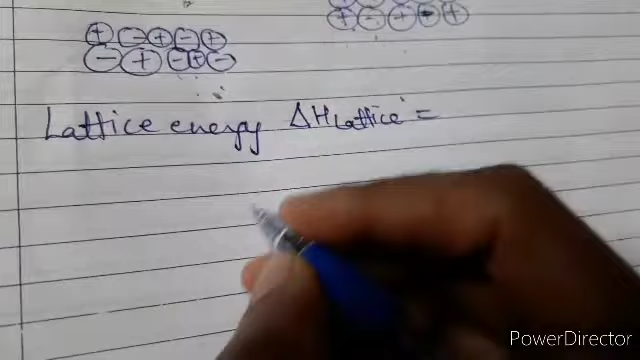 + - + - +
+ - + - +
- + - + -
Lattice energy ΔHLattice =
PowerDirector